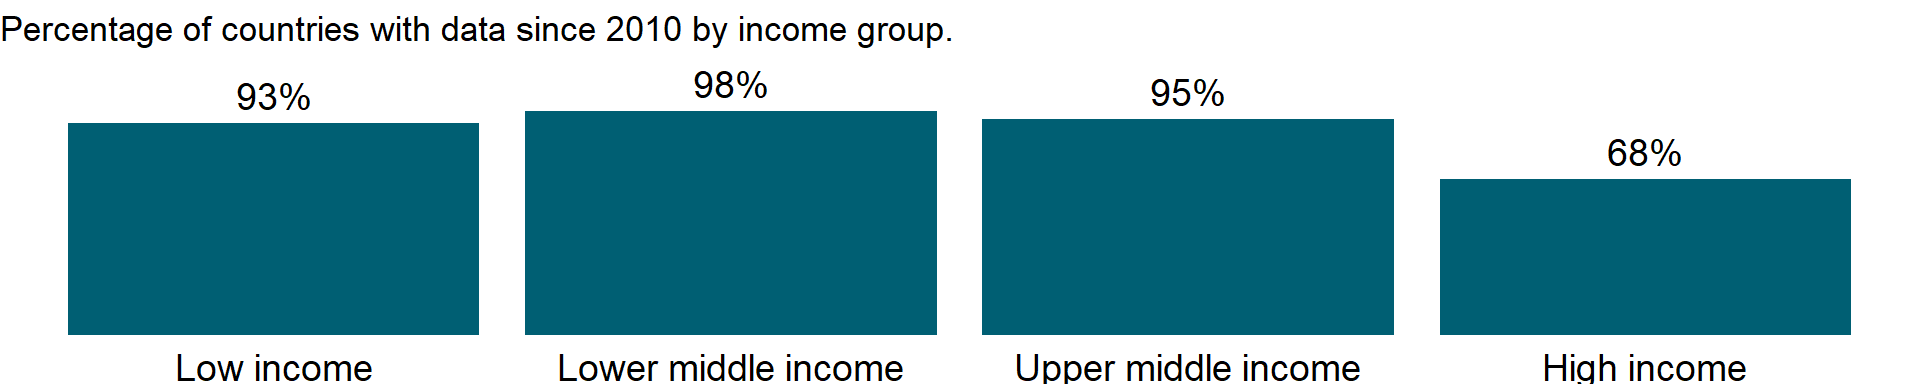 Percentage of countries with data since 2010 by income group.
93%
98%
95%
68%
Low income
Lower middle income
Upper middle income
High income